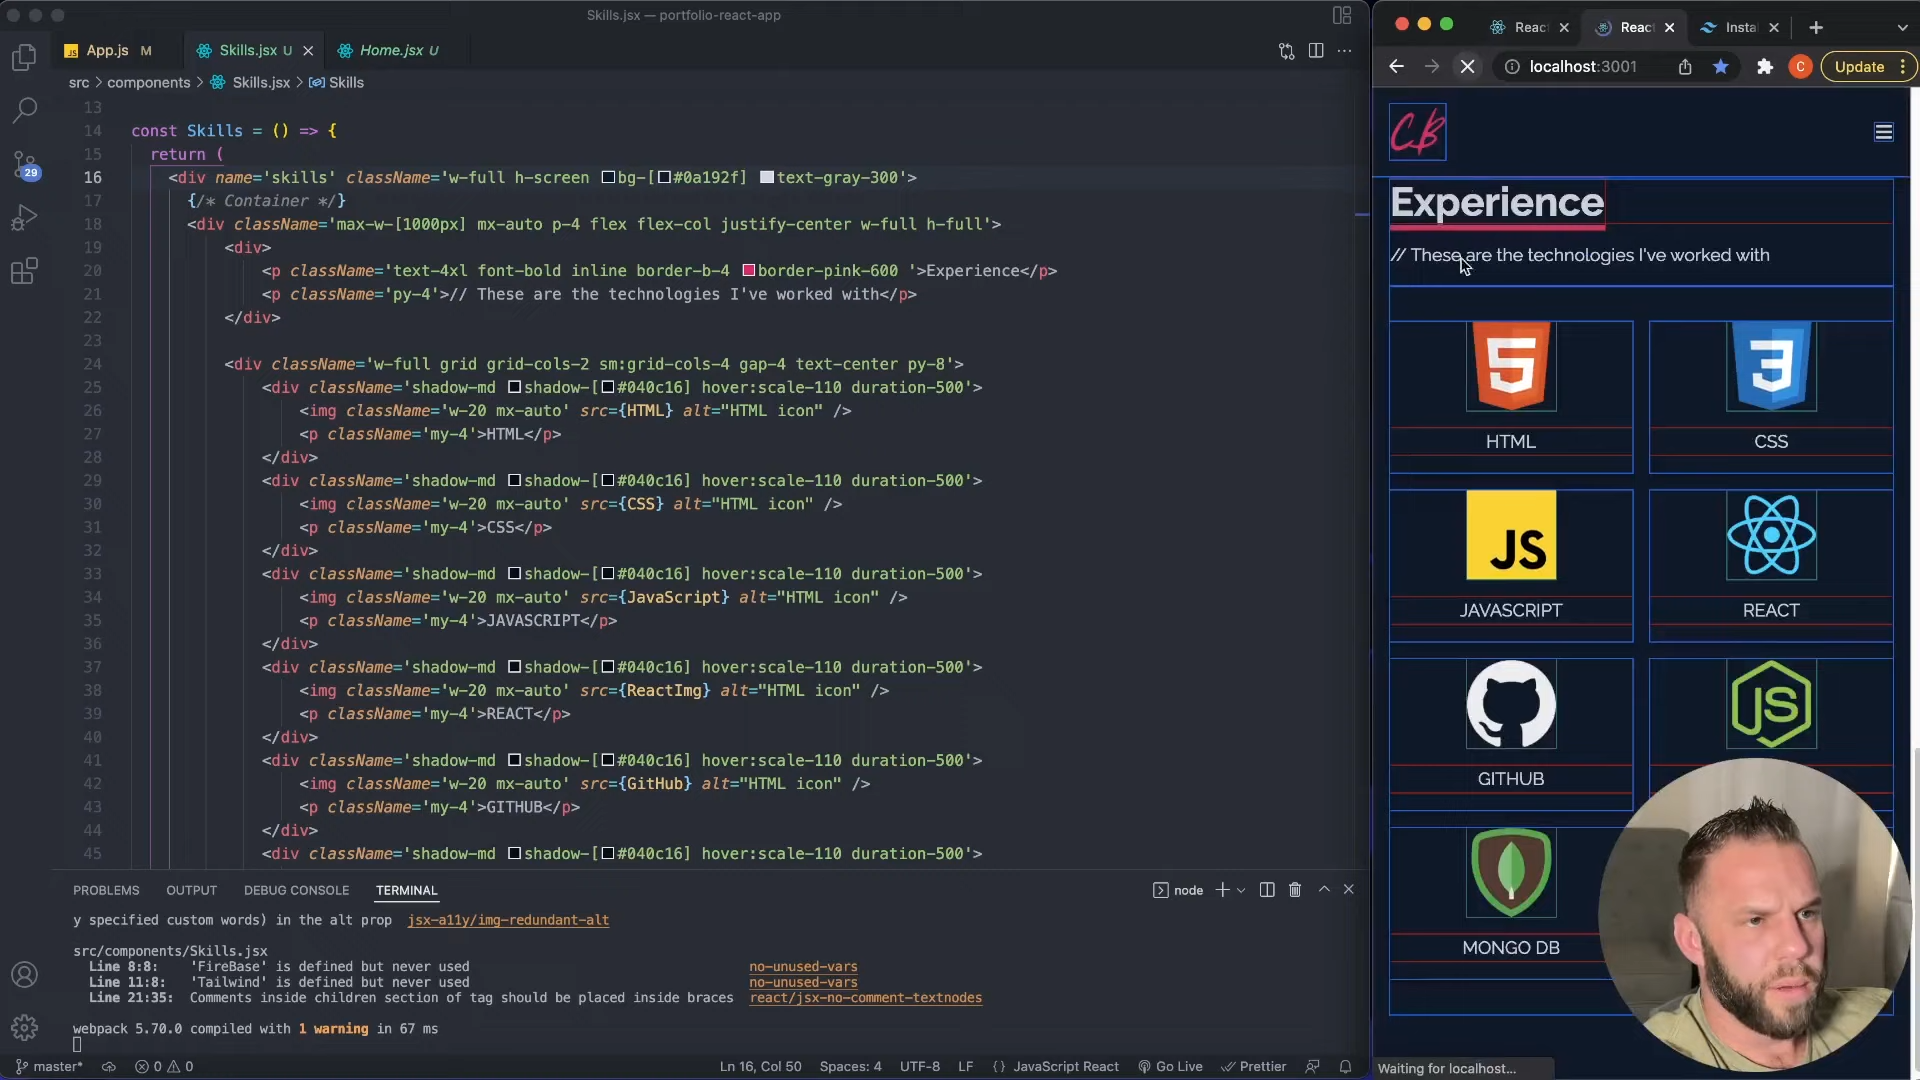 Skills.jsx — portfolio-react-app
App.js M
Skills.jsx U
Home.jsx U
src > components > Skills.jsx > Skills
13
14 const Skills = () => {
15 return (
16 <div name='skills' className='w-full h-screen bg-[#0a192f] text-gray-300'>
17 {/* Container */}
18 <div className='max-w-[1000px] mx-auto p-4 flex flex-col justify-center w-full h-full'>
19 <div>
20 <p className='text-4xl font-bold inline border-b-4 border-pink-600 '>Experience</p>
21 <p className='py-4'>// These are the technologies I've worked with</p>
22 </div>
23
24 <div className='w-full grid grid-cols-2 sm:grid-cols-4 gap-4 text-center py-8'>
25 <div className='shadow-md shadow-[#040c16] hover:scale-110 duration-500'>
26 <img className='w-20 mx-auto' src={HTML} alt="HTML icon" />
27 <p className='my-4'>HTML</p>
28 </div>
29 <div className='shadow-md shadow-[#040c16] hover:scale-110 duration-500'>
30 <img className='w-20 mx-auto' src={CSS} alt="HTML icon" />
31 <p className='my-4'>CSS</p>
32 </div>
33 <div className='shadow-md shadow-[#040c16] hover:scale-110 duration-500'>
34 <img className='w-20 mx-auto' src={JavaScript} alt="HTML icon" />
35 <p className='my-4'>JAVASCRIPT</p>
36 </div>
37 <div className='shadow-md shadow-[#040c16] hover:scale-110 duration-500'>
38 <img className='w-20 mx-auto' src={ReactImg} alt="HTML icon" />
39 <p className='my-4'>REACT</p>
40 </div>
41 <div className='shadow-md shadow-[#040c16] hover:scale-110 duration-500'>
42 <img className='w-20 mx-auto' src={GitHub} alt="HTML icon" />
43 <p className='my-4'>GITHUB</p>
44 </div>
45 <div className='shadow-md shadow-[#040c16] hover:scale-110 duration-500'>
29
PROBLEMS OUTPUT DEBUG CONSOLE TERMINAL
node
y specified custom words) in the alt prop jsx-a11y/img-redundant-alt
src/components/Skills.jsx
Line 8:8: 'FireBase' is defined but never used no-unused-vars
Line 11:8: 'Tailwind' is defined but never used no-unused-vars
Line 21:35: Comments inside children section of tag should be placed inside braces react/jsx-no-comment-textnodes
webpack 5.70.0 compiled with 1 warning in 67 ms
master* 0 0 Ln 16, Col 50 Spaces: 4 UTF-8 LF {} JavaScript React Go Live Prettier
React
React
Insta
localhost:3001
C
Update
CB
Experience
// These are the technologies I've worked with
5
3
HTML
CSS
JS
JAVASCRIPT
REACT
JS
GITHUB
MONGO DB
Waiting for localhost...